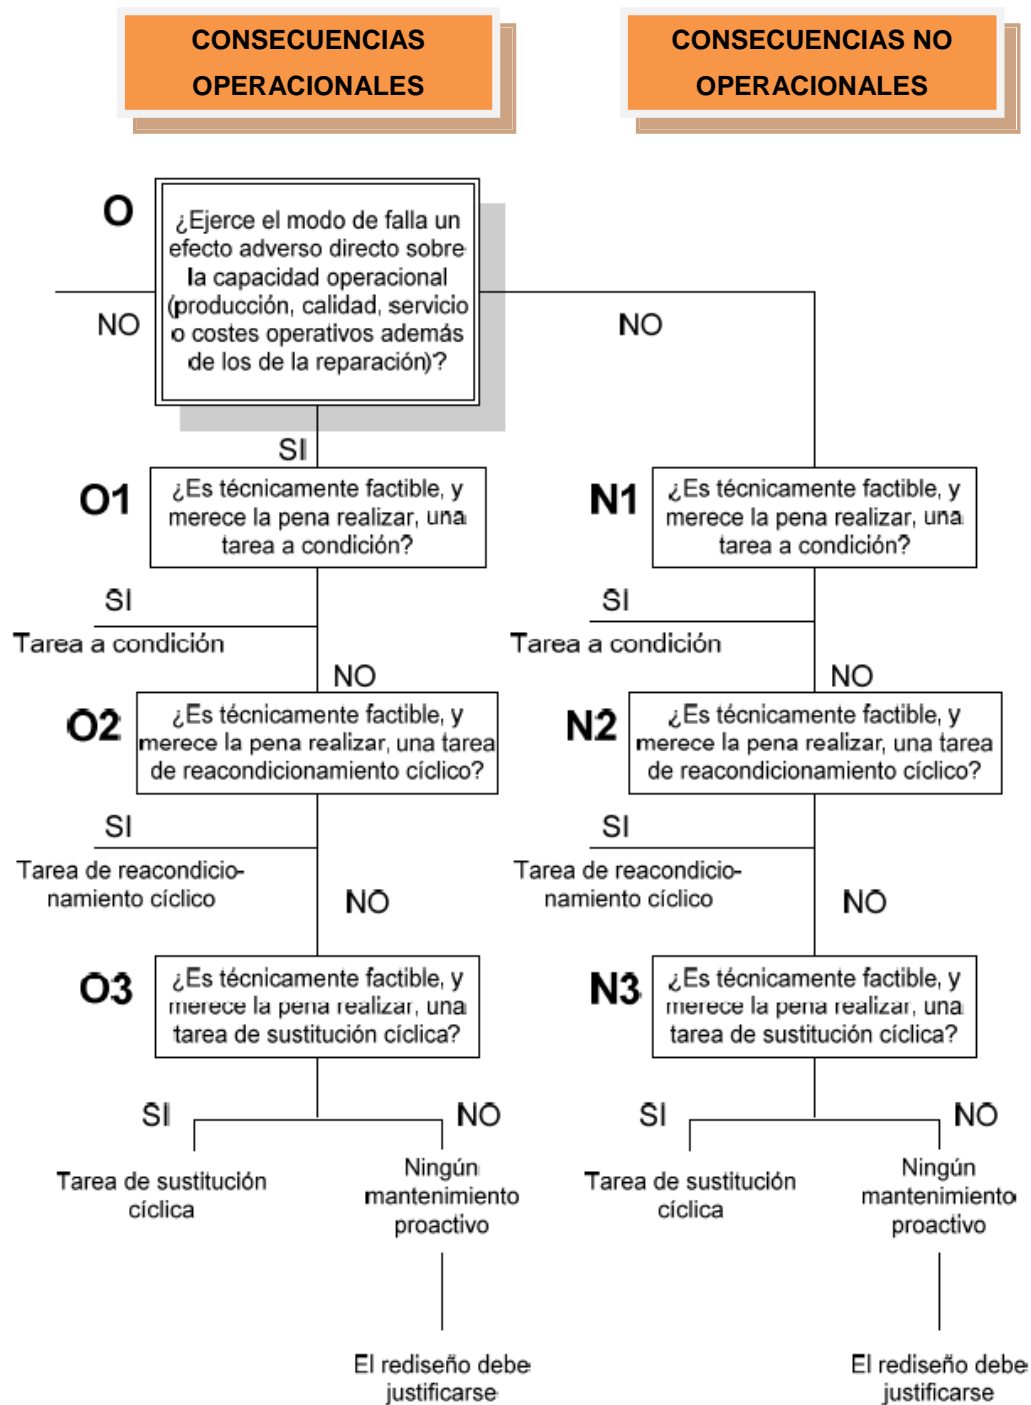 CONSECUENCIAS
OPERACIONALES
CONSECUENCIAS NO
OPERACIONALES
O
¿Ejerce el modo de falla un
efecto adverso directo sobre
la capacidad operacional
(producción, calidad, servicio
o costes operativos además
de los de la reparación)?
NO
NO
SI
O1
¿Es técnicamente factible, y
merece la pena realizar, una
tarea a condición?
N1
¿Es técnicamente factible, y
merece la pena realizar, una
tarea a condición?
SI
Tarea a condición
NO
SI
Tarea a condición
NO
O2
¿Es técnicamente factible, y
merece la pena realizar, una tarea
de reacondicionamiento cíclico?
N2
¿Es técnicamente factible, y
merece la pena realizar, una tarea
de reacondicionamiento cíclico?
SI
Tarea de reacondicio-
namiento cíclico
NO
SI
Tarea de reacondicio-
namiento cíclico
NO
O3
¿Es técnicamente factible, y
merece la pena realizar, una
tarea de sustitución cíclica?
N3
¿Es técnicamente factible, y
merece la pena realizar, una
tarea de sustitución cíclica?
SI
NO
Tarea de sustitución
cíclica
Ningún
mantenimiento
proactivo
El rediseño debe
justificarse
SI
NO
Tarea de sustitución
cíclica
Ningún
mantenimiento
proactivo
El rediseño debe
justificarse